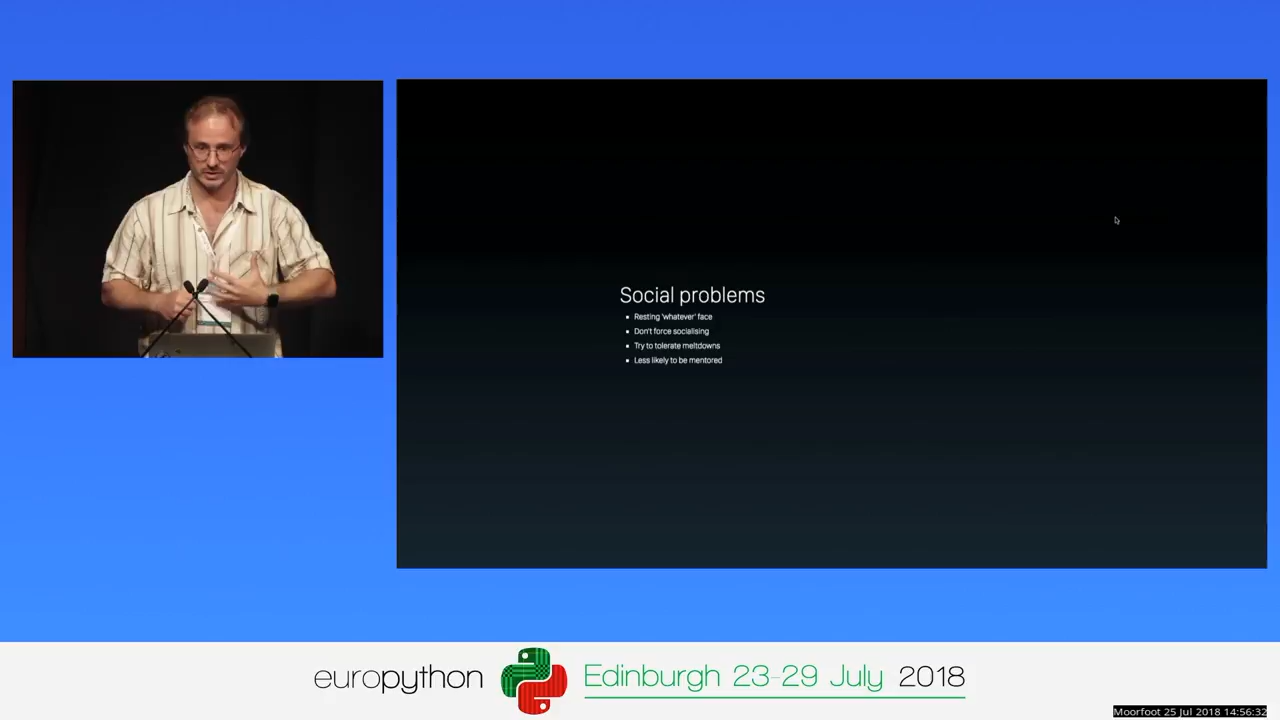 Social problems
Resting 'whatever' face
Don't force socialising
Try to tolerate meltdowns
Less likely to be mentored
europython Edinburgh 23-29 July 2018
Moorfoot 25 Jul 2018 14:56:32